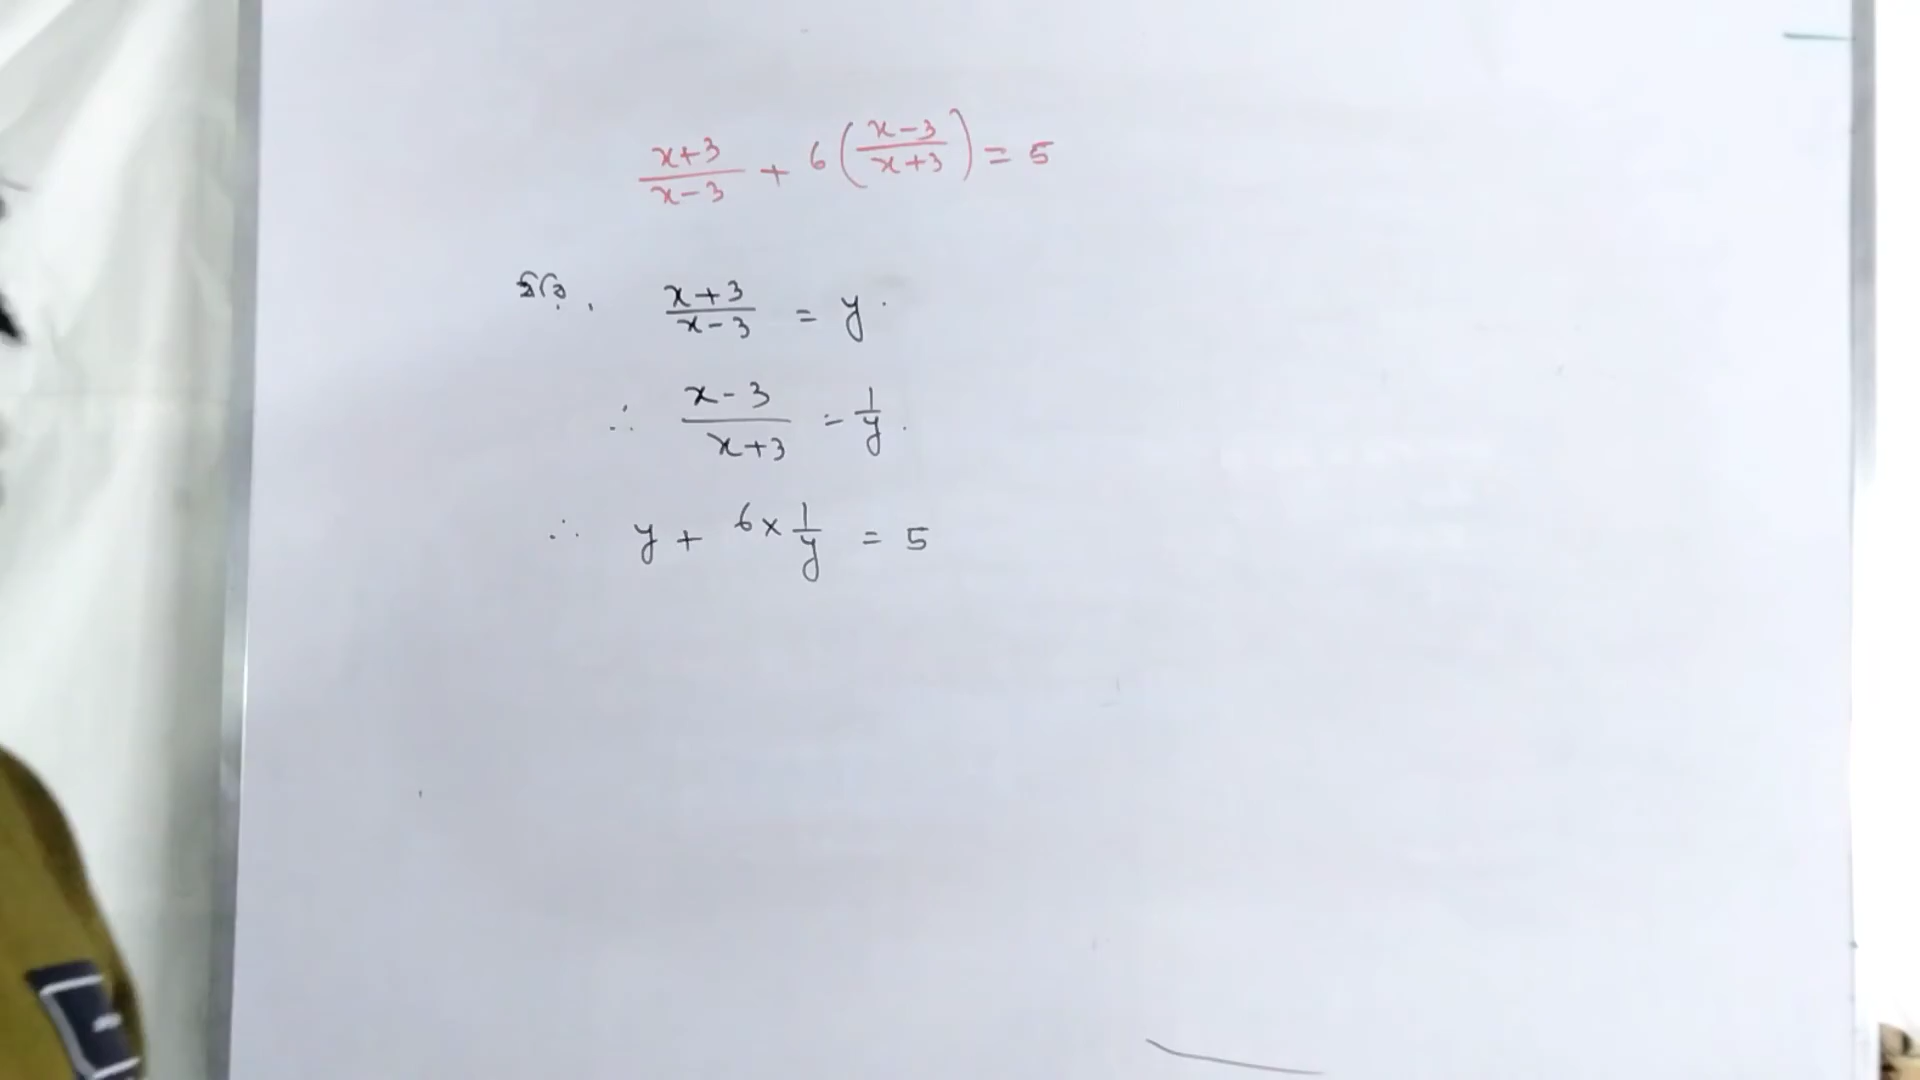 x+3/x-3 + 6(x-3/x+3) = 5
ধরি, x+3/x-3 = y.
∴ x-3/x+3 = 1/y.
∴ y + 6 × 1/y = 5